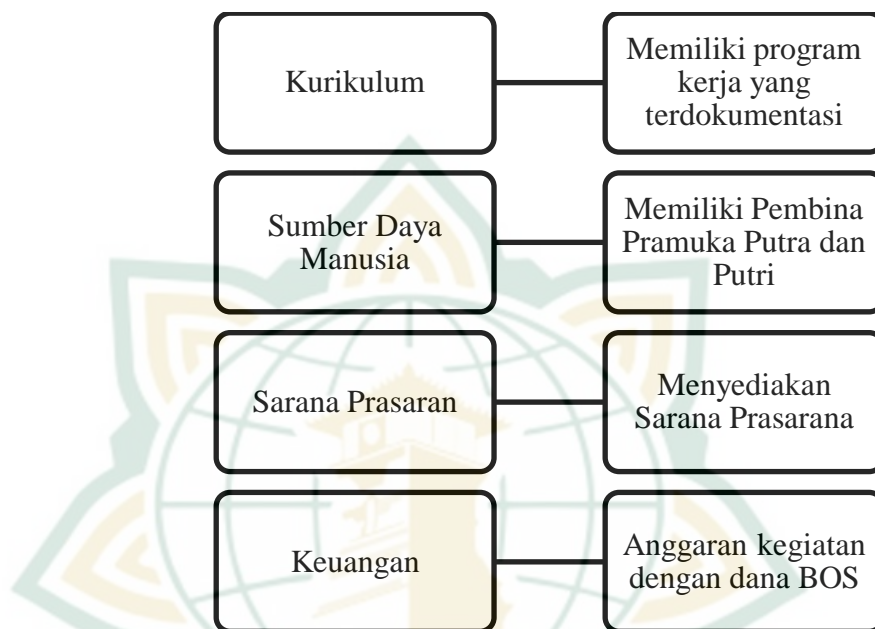 Kurikulum
Memiliki program
kerja yang
terdokumentasi
Sumber Daya
Manusia
Memiliki Pembina
Pramuka Putra dan
Putri
Sarana Prasaran
Menyediakan
Sarana Prasarana
Keuangan
Anggaran kegiatan
dengan dana BOS